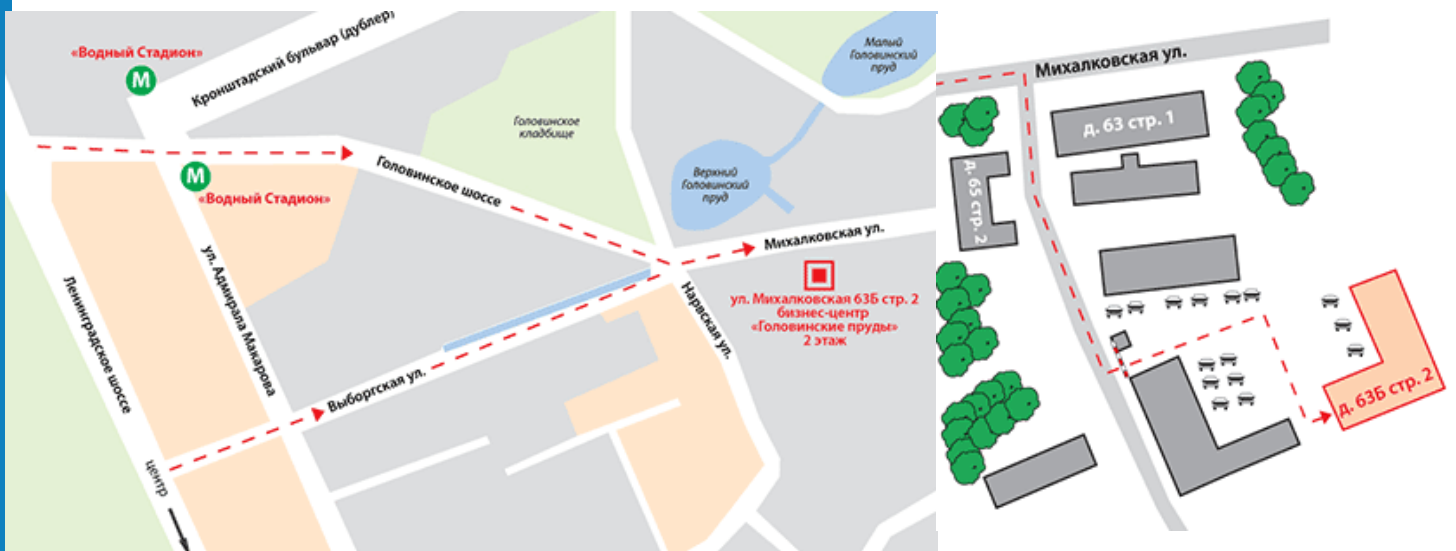 «Водный Стадион»
М
Кронштадский бульвар (дублер)
Малый
Головинский
пруд
Головинское
кладбище
Головинское шоссе
М
«Водный Стадион»
Верхний
Головинский
пруд
Михалковская ул.
ул. Михалковская 63Б стр. 2
бизнес-центр
«Головинские пруды»
2 этаж
Ленинградское шоссе
ул. Адмирала Макарова
Нарвская ул.
Выборгская ул.
центр
Михалковская ул.
д. 63 стр. 1
д. 65 стр. 2
д. 63Б стр. 2